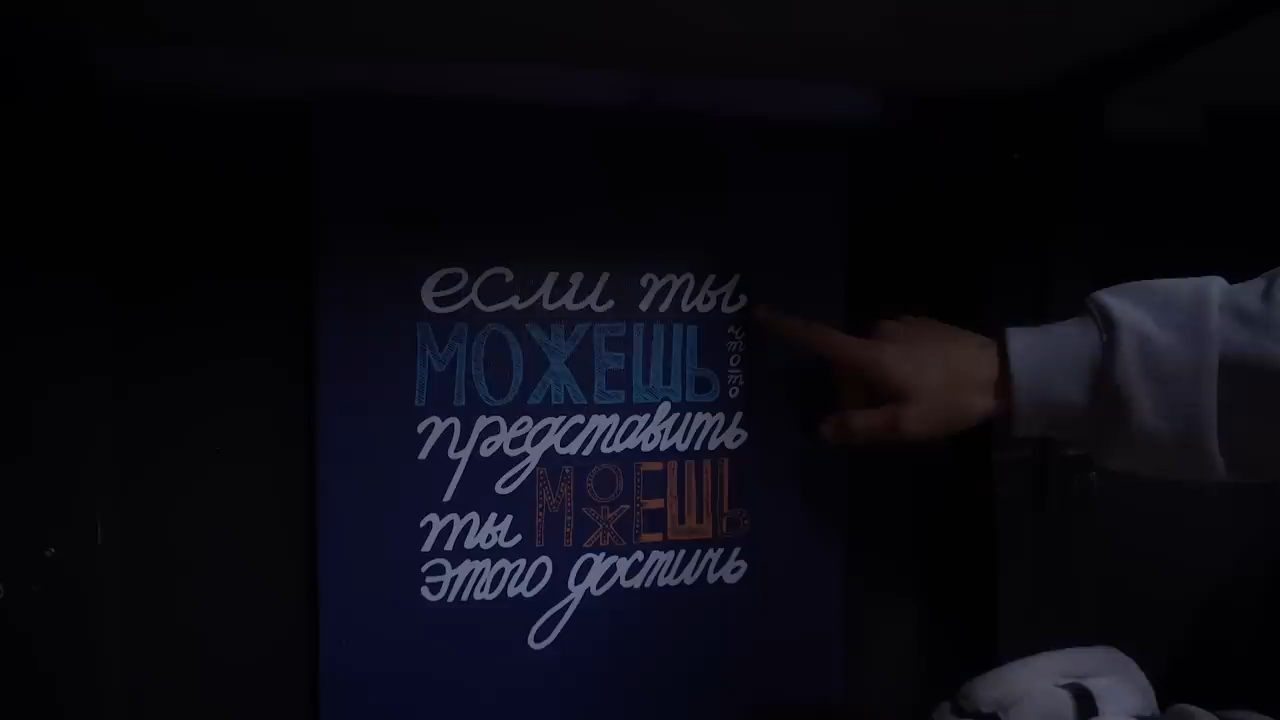 если ты
МОЖЕШЬ что-то
представить
ты МОЖЕШЬ
этого достичь